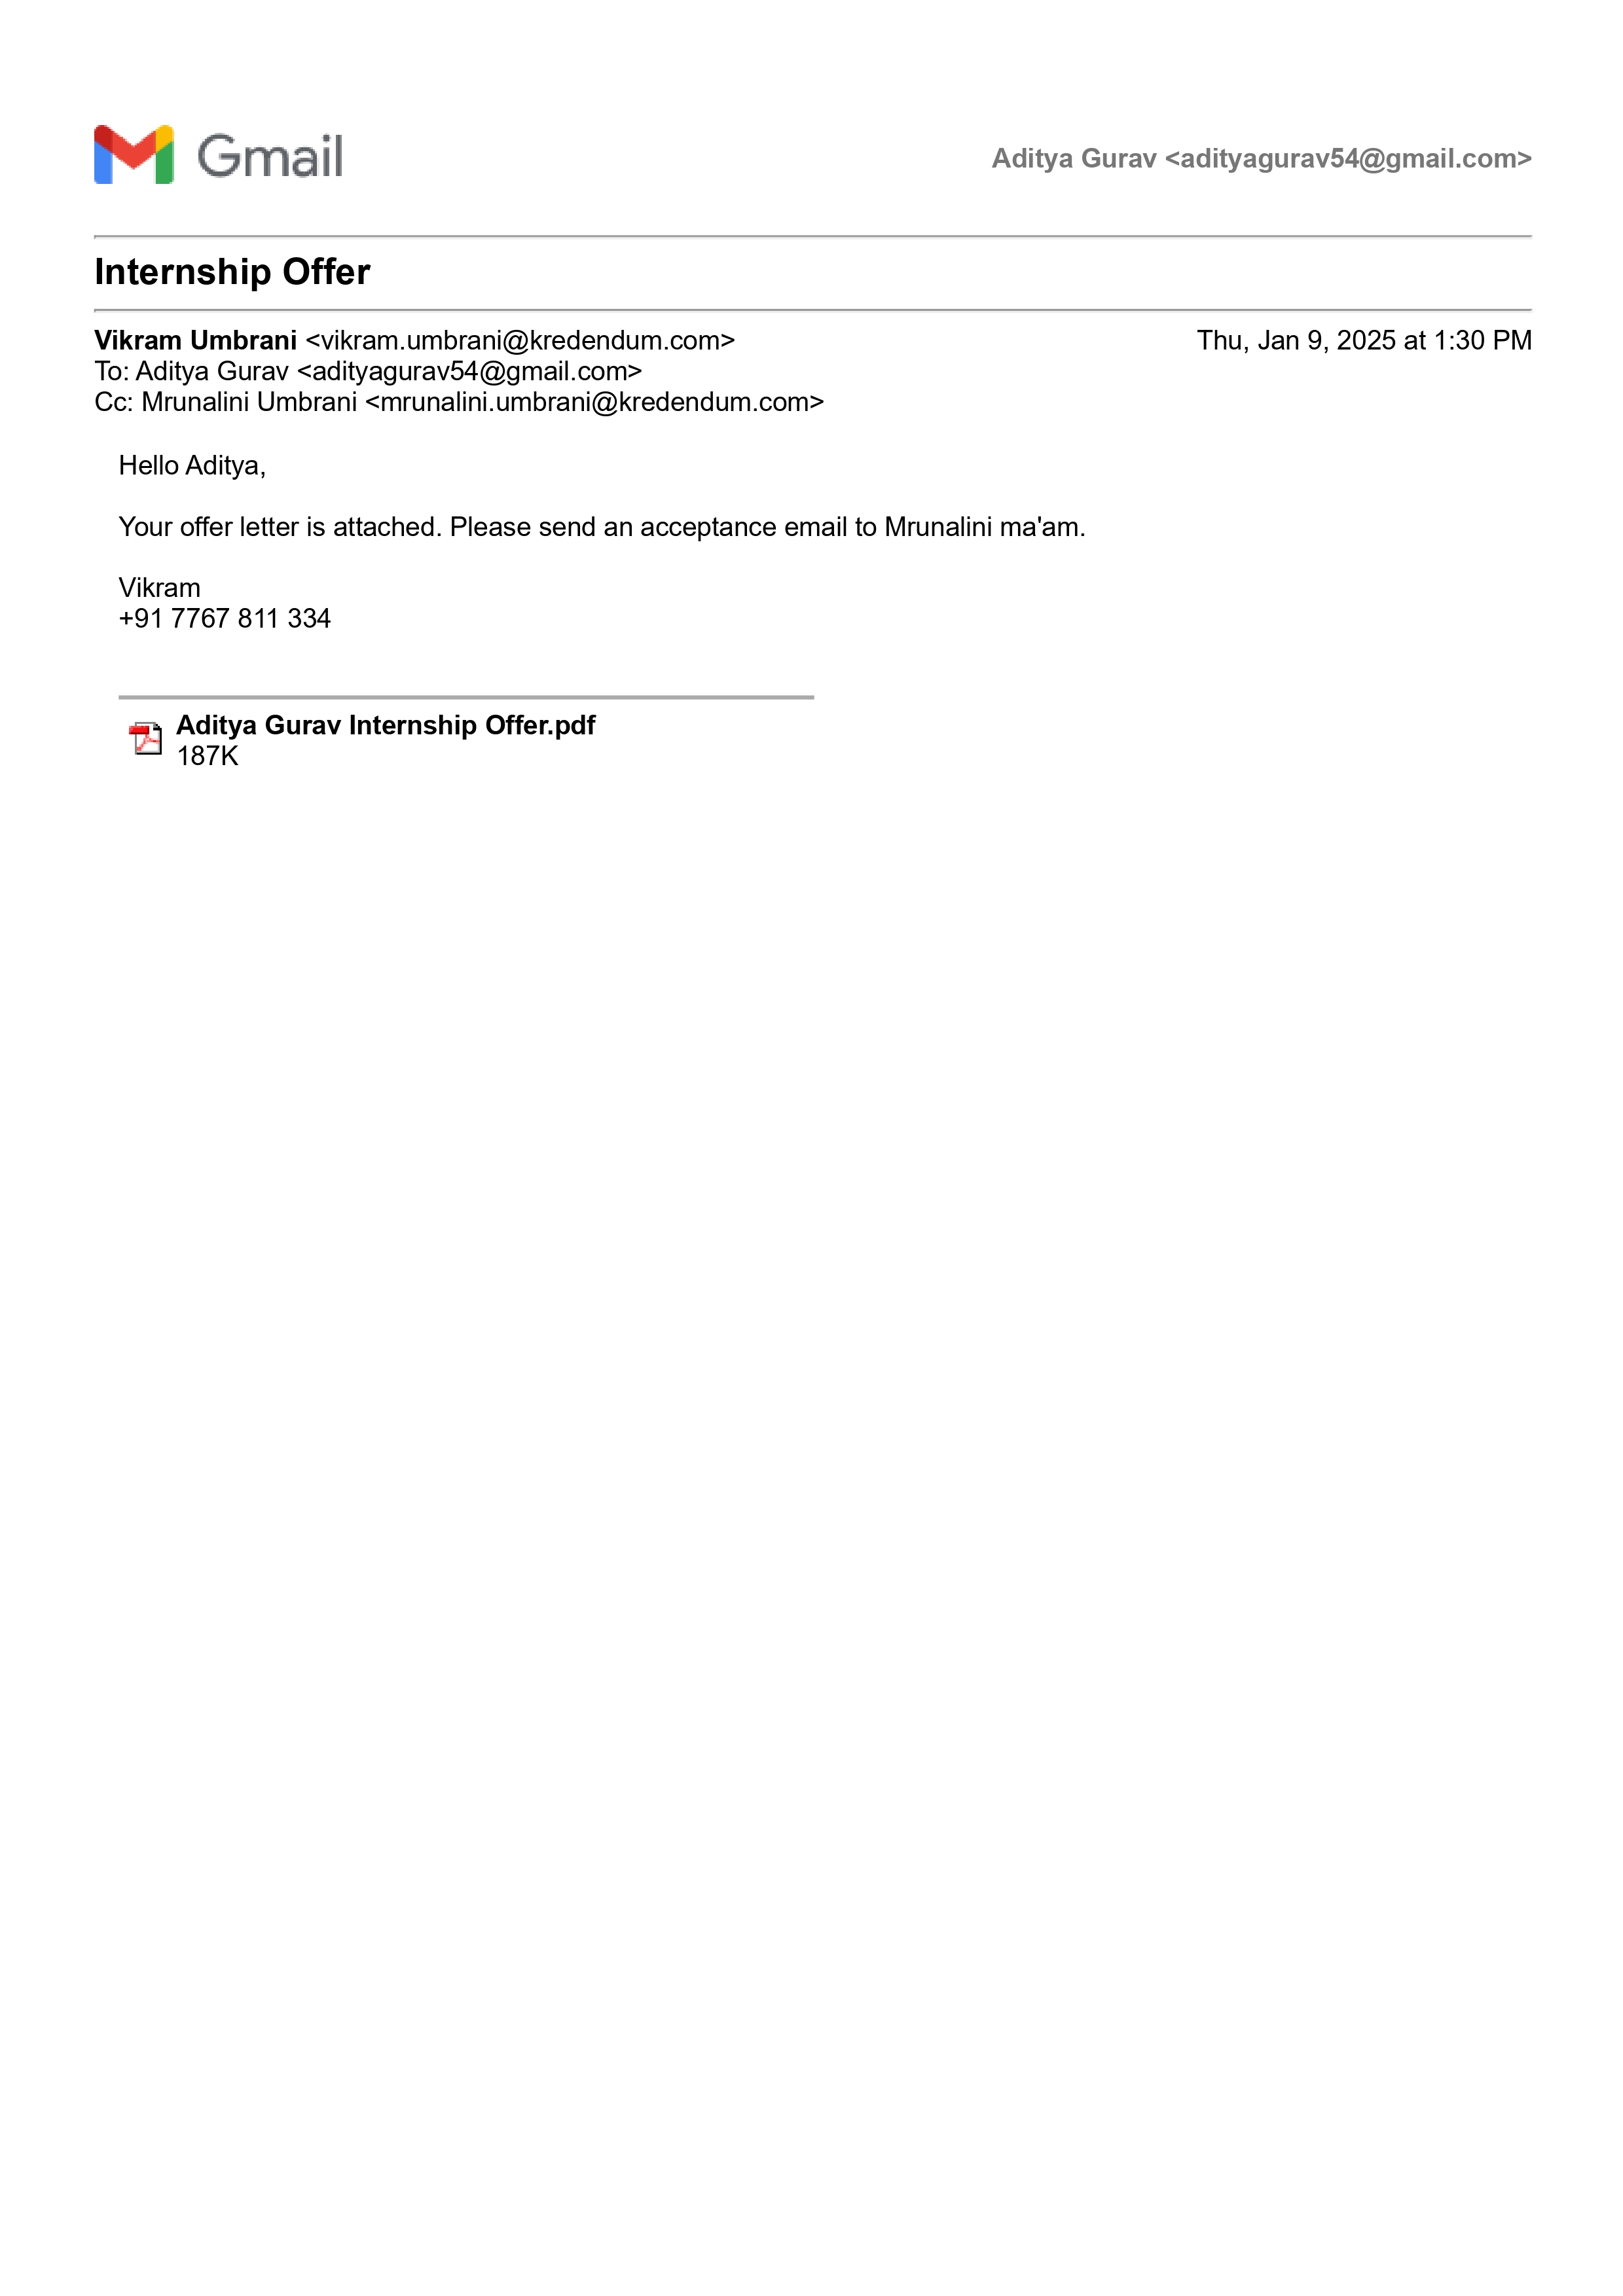 Gmail
Aditya Gurav <adityagurav54@gmail.com>
Internship Offer
Vikram Umbrani <vikram.umbrani@kredendum.com>
Thu, Jan 9, 2025 at 1:30 PM
To: Aditya Gurav <adityagurav54@gmail.com>
Cc: Mrunalini Umbrani <mrunalini.umbrani@kredendum.com>
Hello Aditya,
Your offer letter is attached. Please send an acceptance email to Mrunalini ma'am.
Vikram
+91 7767 811 334
Aditya Gurav Internship Offer.pdf
187K